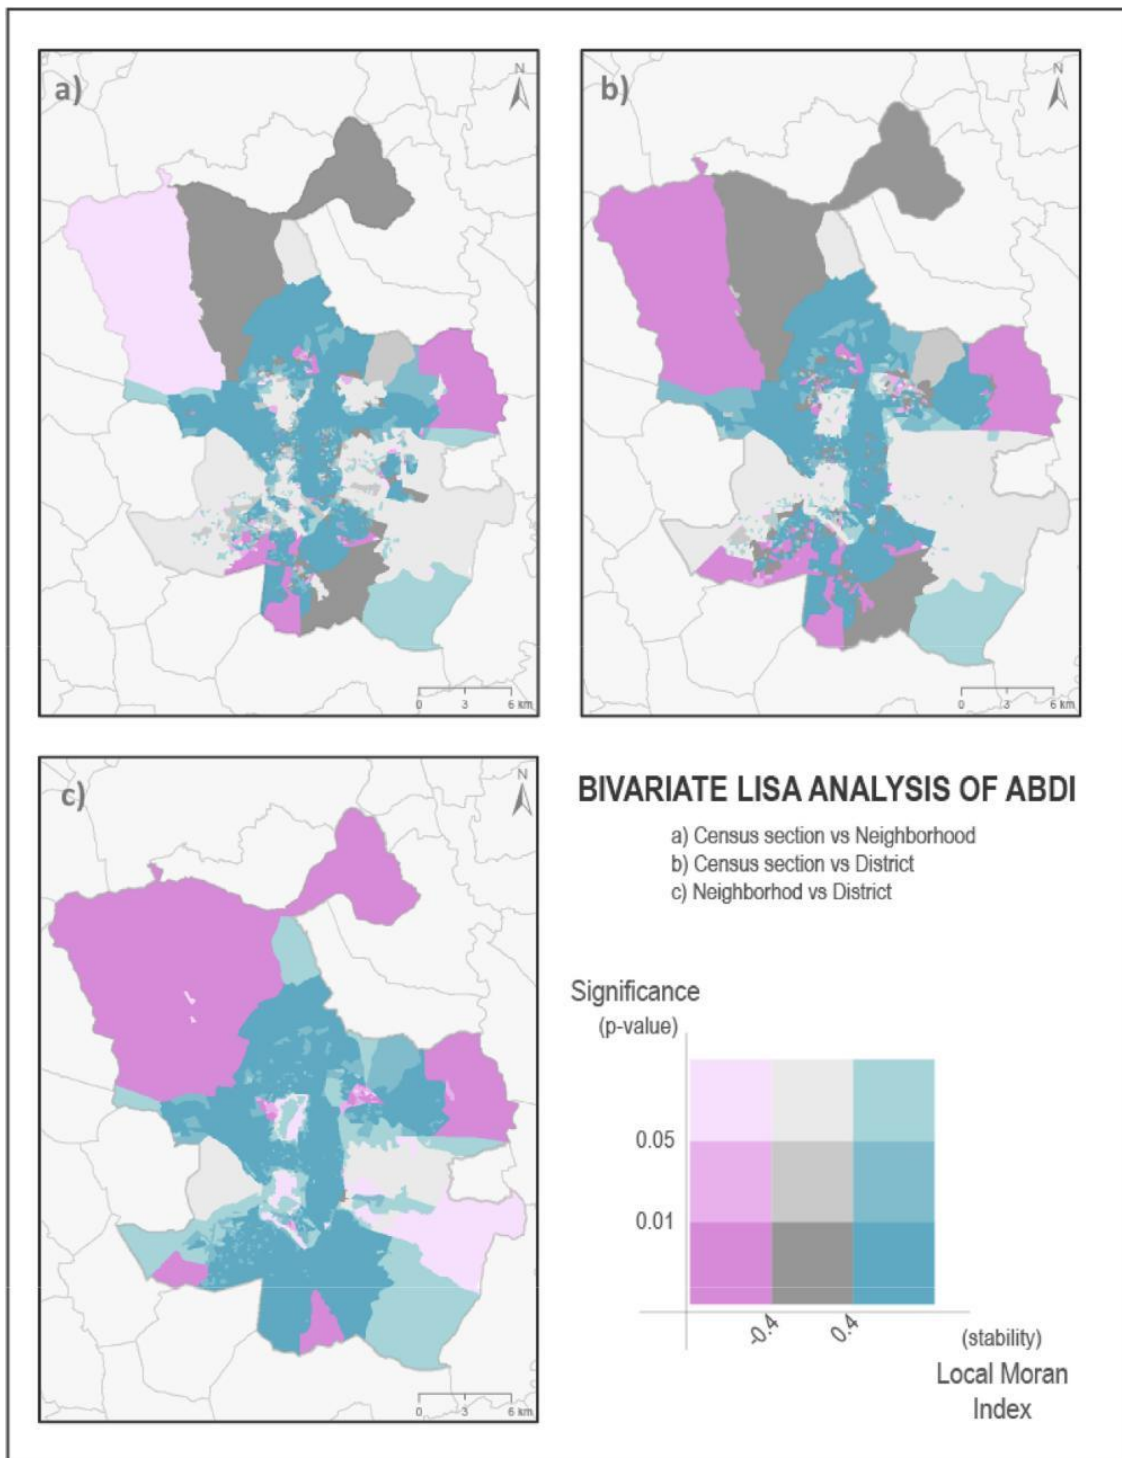 a)
N
0 3 6 km
b)
N
0 3 6 km
c)
N
0 3 6 km
BIVARIATE LISA ANALYSIS OF ABDI
a) Census section vs Neighborhood
b) Census section vs District
c) Neighborhod vs District
Significance
(p-value)
0.05
0.01
-0.4 0.4
(stability)
Local Moran
Index